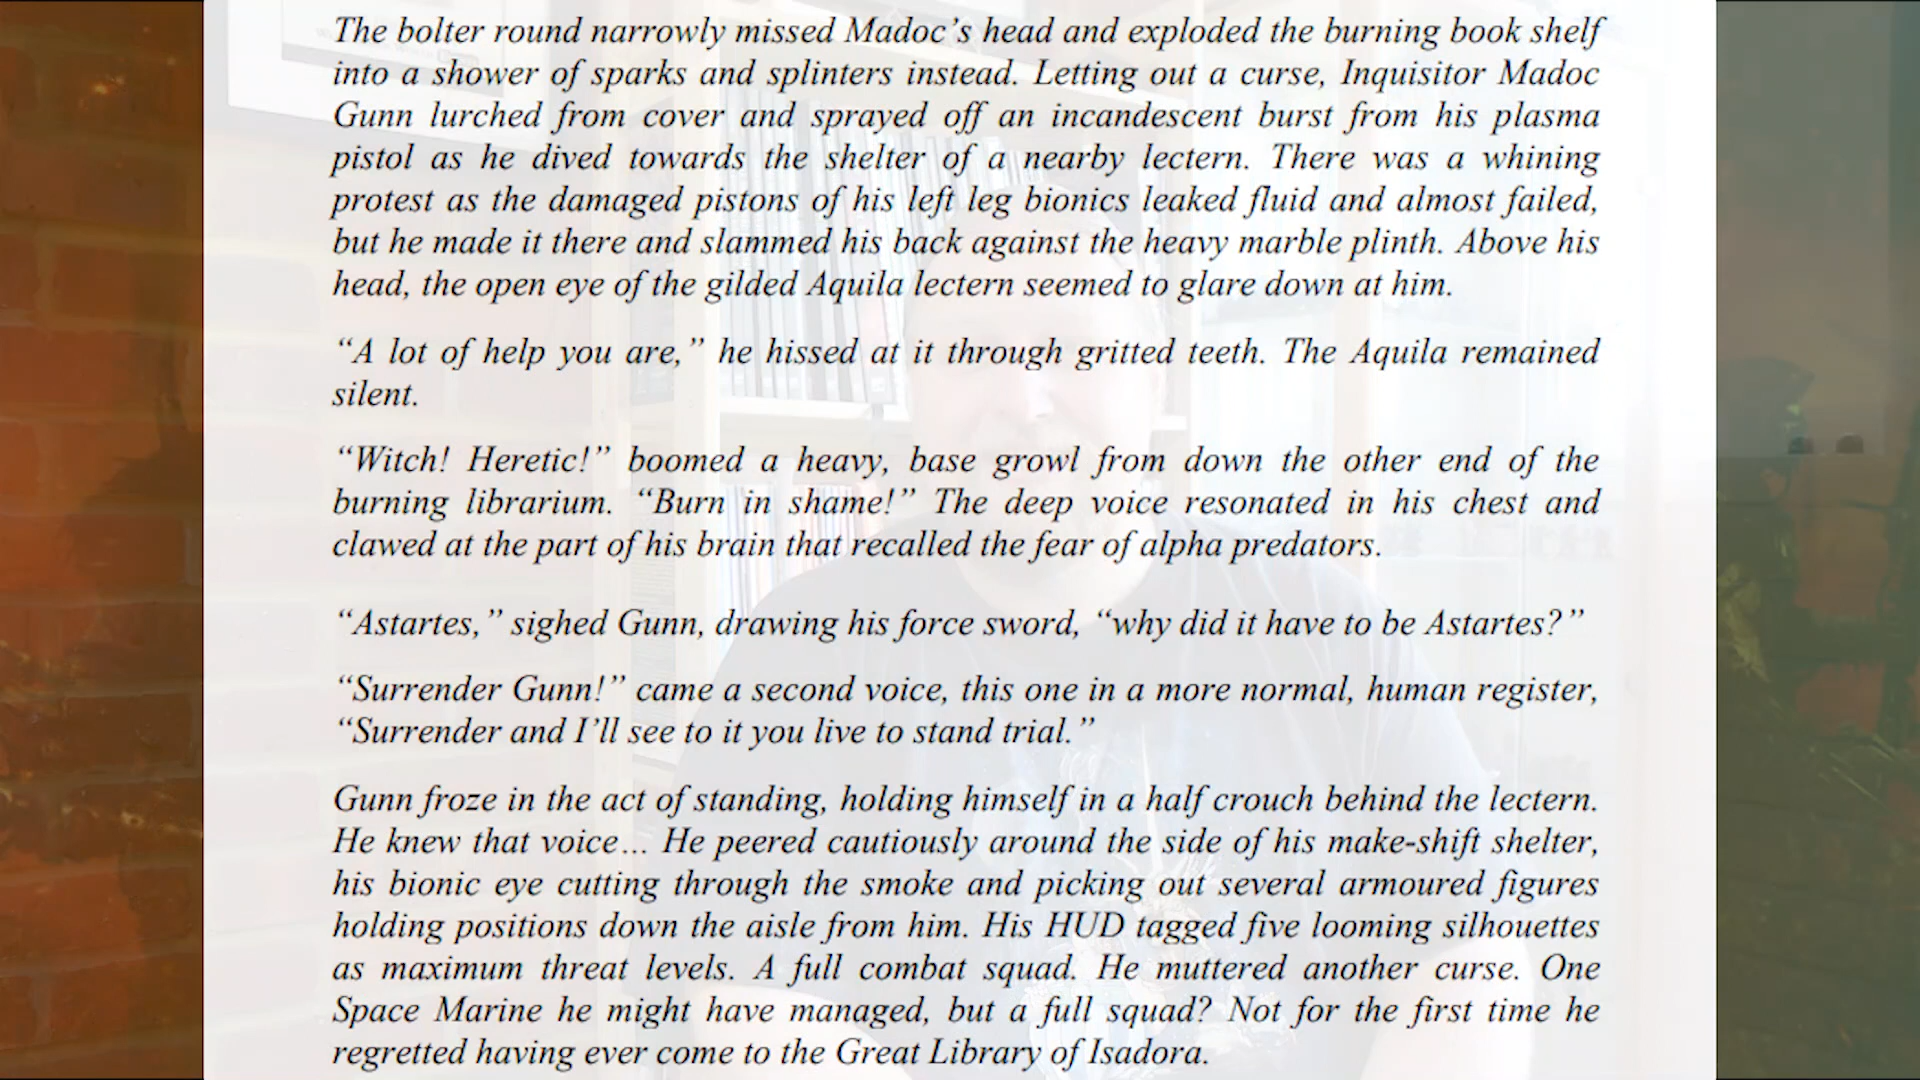 The bolter round narrowly missed Madoc’s head and exploded the burning book shelf
into a shower of sparks and splinters instead. Letting out a curse, Inquisitor Madoc
Gunn lurched from cover and sprayed off an incandescent burst from his plasma
pistol as he dived towards the shelter of a nearby lectern. There was a whining
protest as the damaged pistons of his left leg bionics leaked fluid and almost failed,
but he made it there and slammed his back against the heavy marble plinth. Above his
head, the open eye of the gilded Aquila lectern seemed to glare down at him.
“A lot of help you are,” he hissed at it through gritted teeth. The Aquila remained
silent.
“Witch! Heretic!” boomed a heavy, base growl from down the other end of the
burning librarium. “Burn in shame!” The deep voice resonated in his chest and
clawed at the part of his brain that recalled the fear of alpha predators.
“Astartes,” sighed Gunn, drawing his force sword, “why did it have to be Astartes?”
“Surrender Gunn!” came a second voice, this one in a more normal, human register,
“Surrender and I’ll see to it you live to stand trial.”
Gunn froze in the act of standing, holding himself in a half crouch behind the lectern.
He knew that voice… He peered cautiously around the side of his make-shift shelter,
his bionic eye cutting through the smoke and picking out several armoured figures
holding positions down the aisle from him. His HUD tagged five looming silhouettes
as maximum threat levels. A full combat squad. He muttered another curse. One
Space Marine he might have managed, but a full squad? Not for the first time he
regretted having ever come to the Great Library of Isadora.